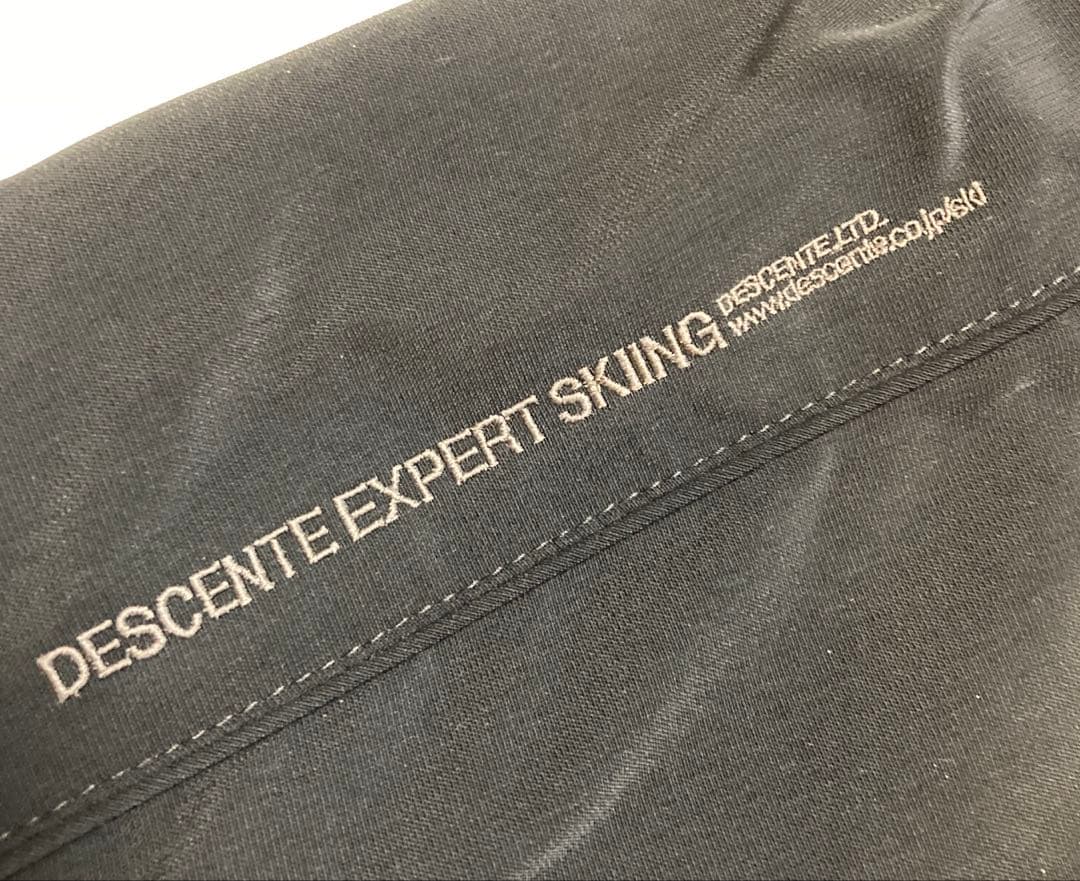 DESCENTE EXPERT SKIING
DESCENTE.LTD.
www.descente.co.jp/ski